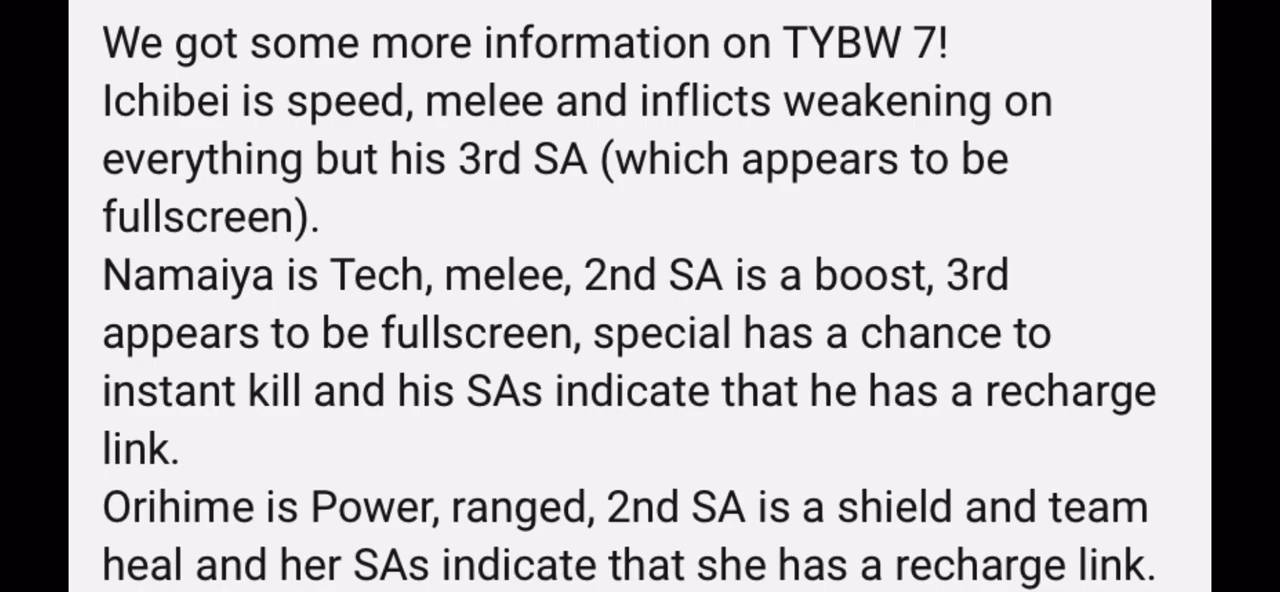 We got some more information on TYBW 7!
Ichibei is speed, melee and inflicts weakening on
everything but his 3rd SA (which appears to be
fullscreen).
Namaiya is Tech, melee, 2nd SA is a boost, 3rd
appears to be fullscreen, special has a chance to
instant kill and his SAs indicate that he has a recharge
link.
Orihime is Power, ranged, 2nd SA is a shield and team
heal and her SAs indicate that she has a recharge link.